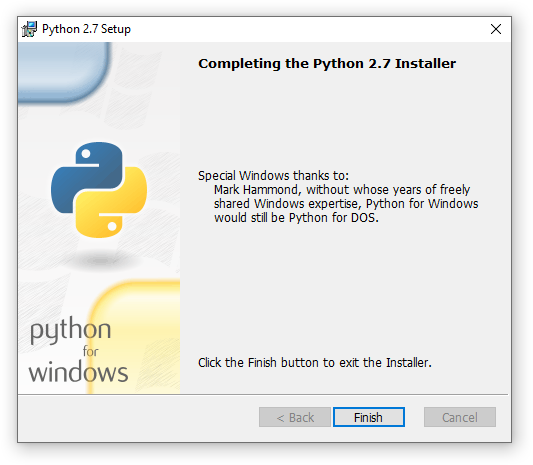 Python 2.7 Setup
Completing the Python 2.7 Installer
Special Windows thanks to:
Mark Hammond, without whose years of freely
shared Windows expertise, Python for Windows
would still be Python for DOS.
python
for
windows
Click the Finish button to exit the Installer.
< Back
Finish
Cancel